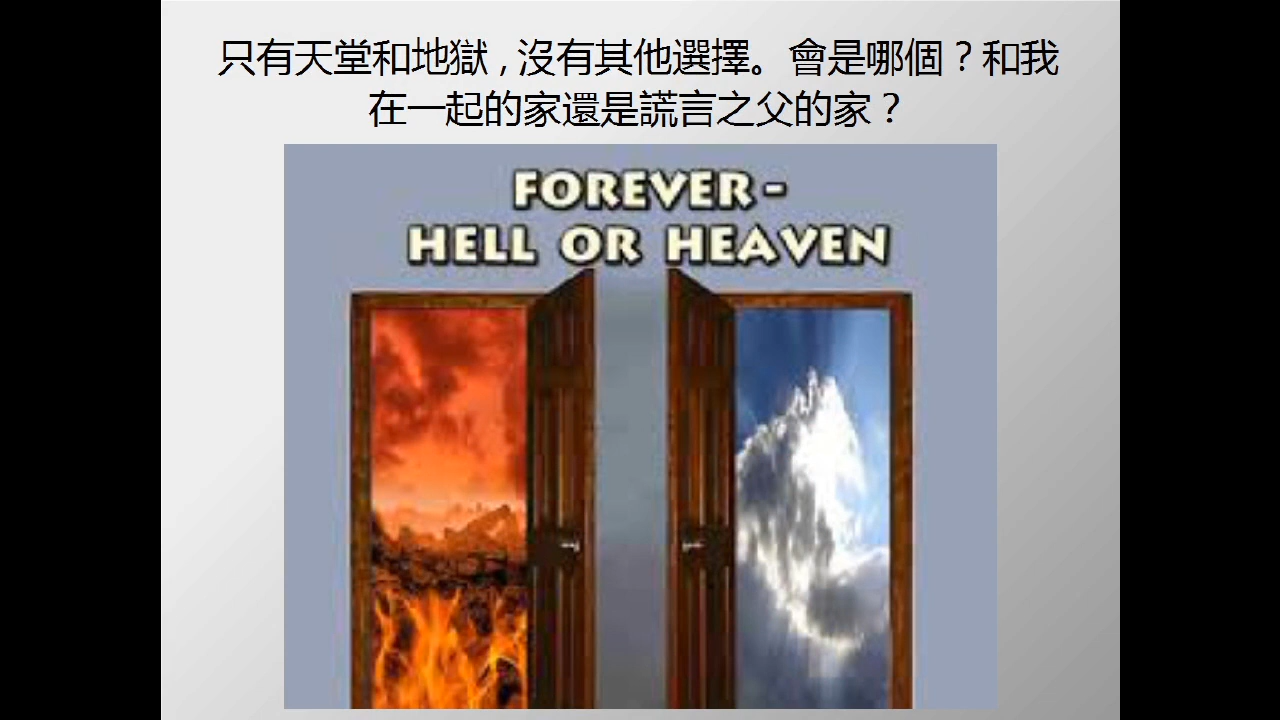 只有天堂和地獄 , 沒有其他選擇。會是哪個？和我
在一起的家還是謊言之父的家？
FOREVER -
HELL OR HEAVEN